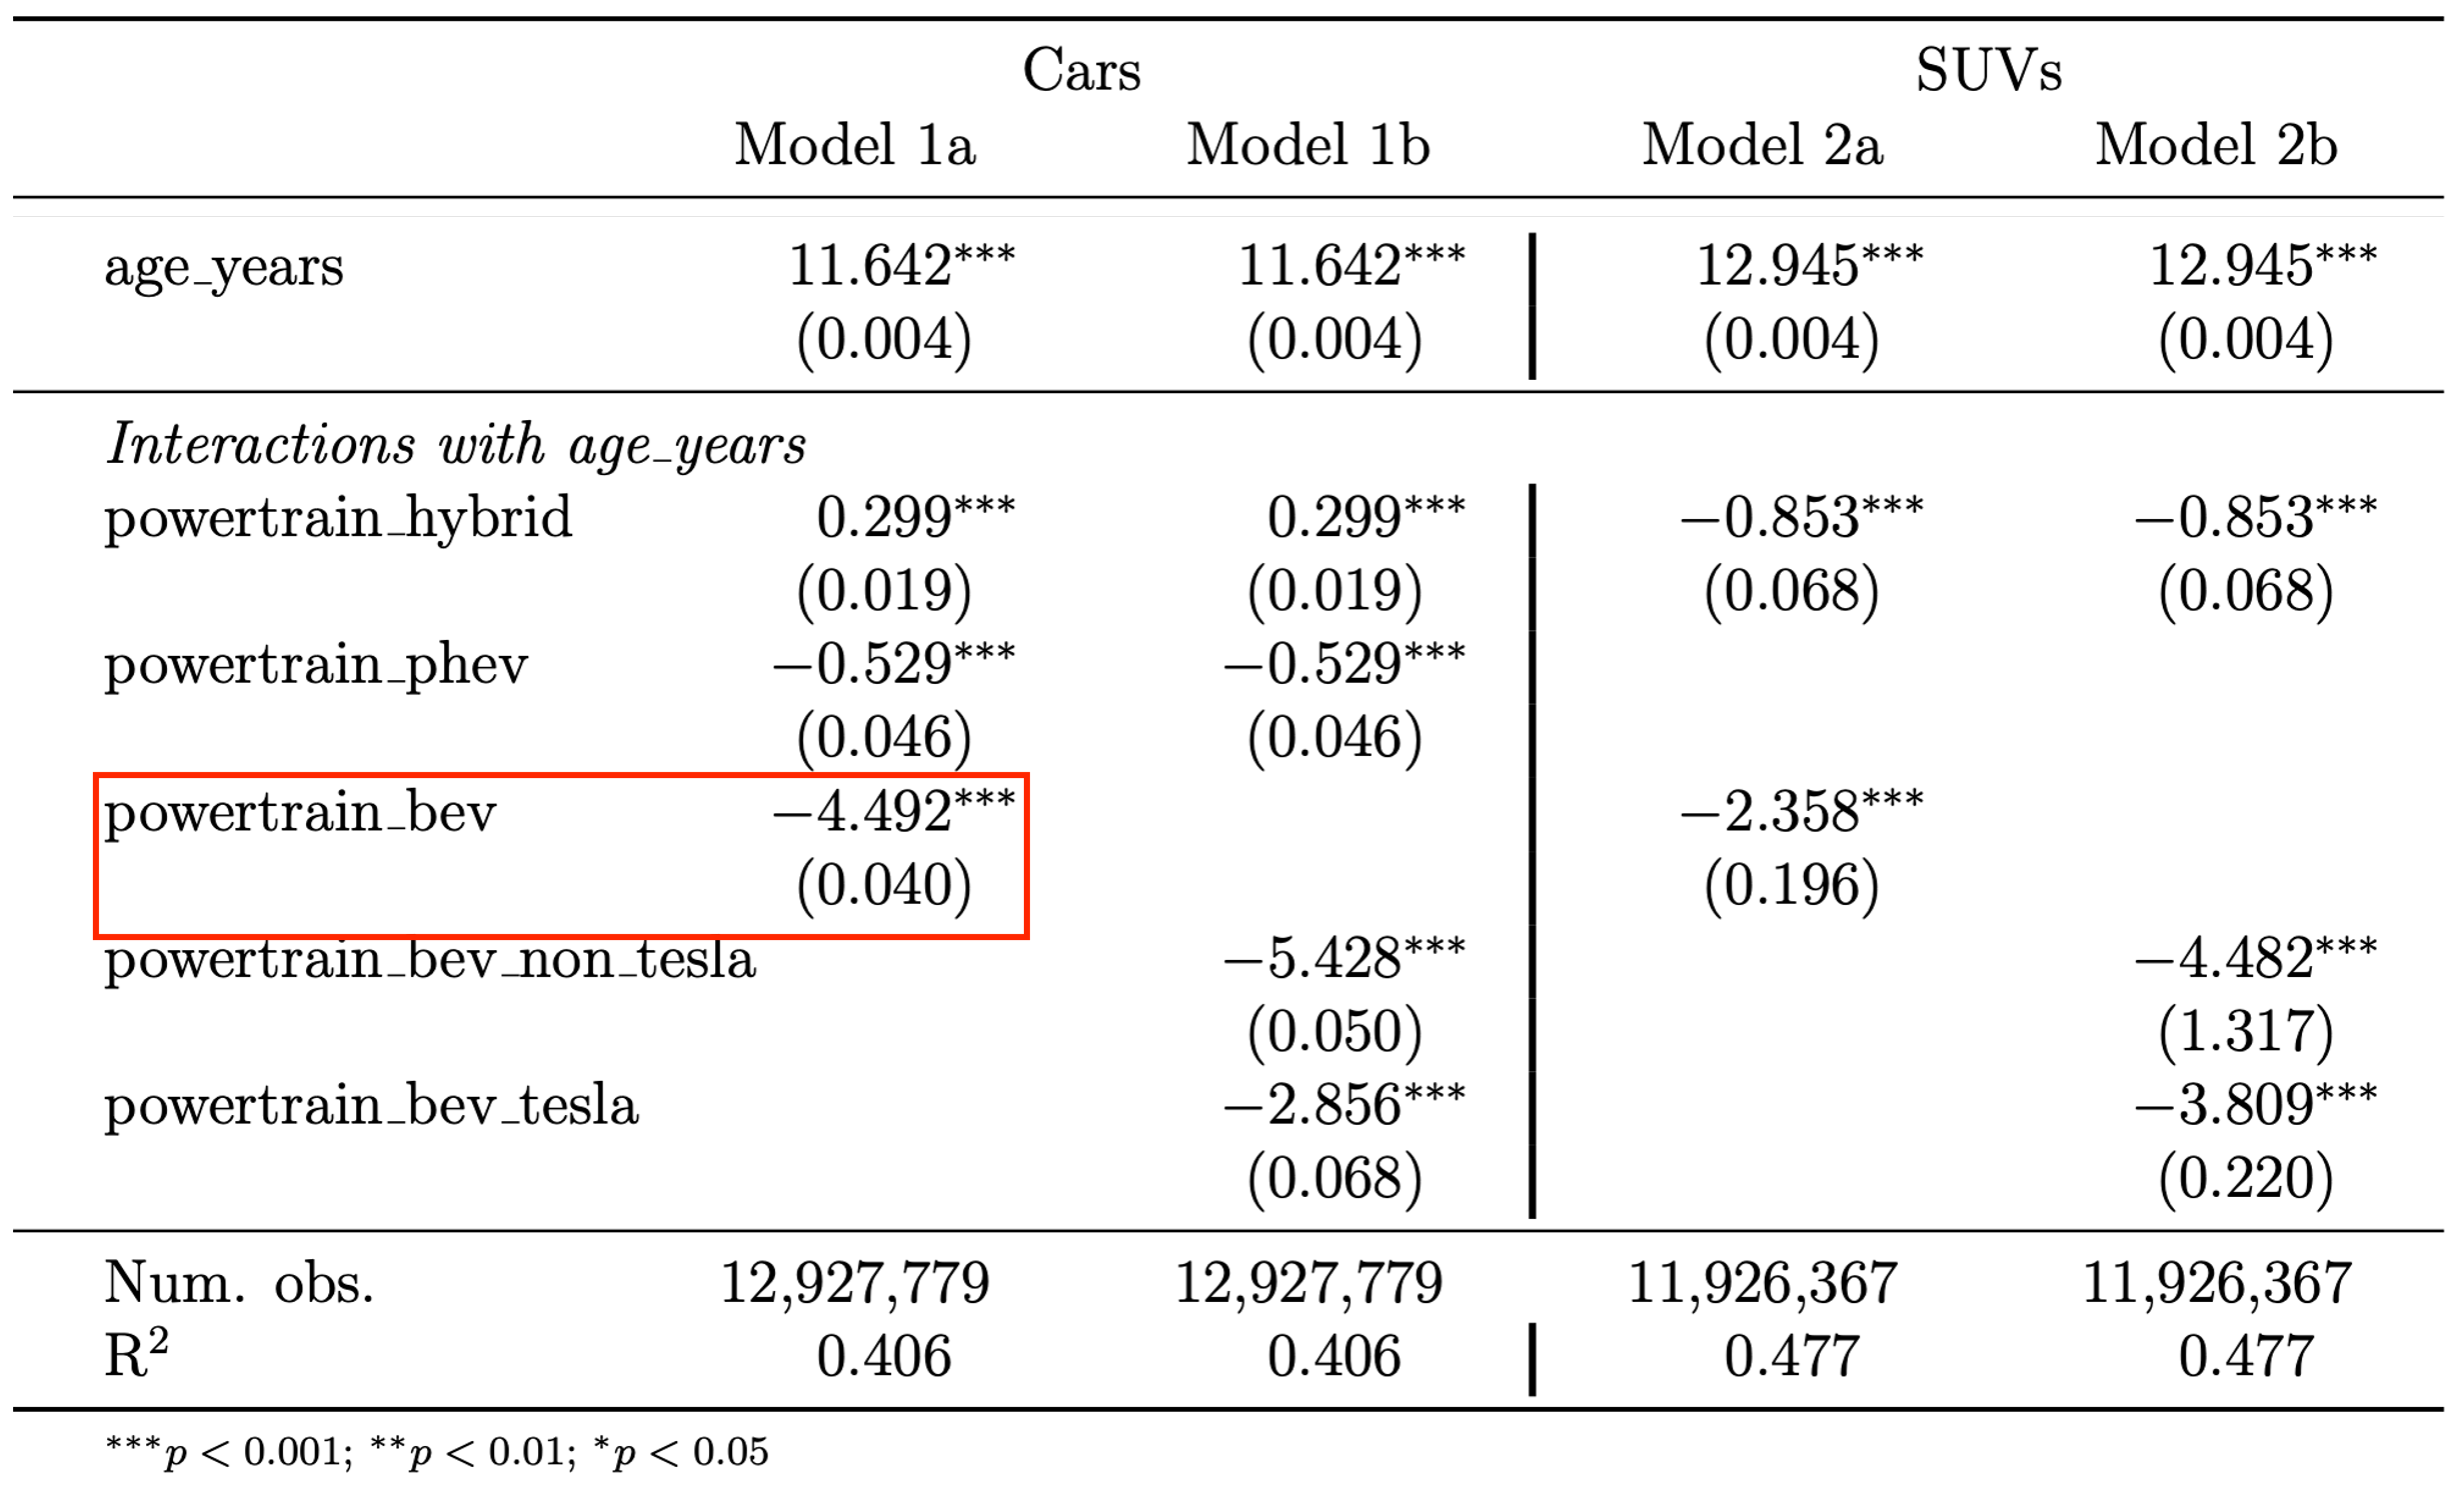 Cars SUVs
Model 1a Model 1b Model 2a Model 2b
age_years 11.642*** 11.642*** 12.945*** 12.945***
(0.004) (0.004) (0.004) (0.004)
Interactions with age_years
powertrain_hybrid 0.299*** 0.299*** −0.853*** −0.853***
(0.019) (0.019) (0.068) (0.068)
powertrain_phev −0.529*** −0.529***
(0.046) (0.046)
powertrain_bev −4.492*** −2.358***
(0.040) (0.196)
powertrain_bev_non_tesla −5.428*** −4.482***
(0.050) (1.317)
powertrain_bev_tesla −2.856*** −3.809***
(0.068) (0.220)
Num. obs. 12,927,779 12,927,779 11,926,367 11,926,367
R² 0.406 0.406 0.477 0.477
***p < 0.001; **p < 0.01; *p < 0.05